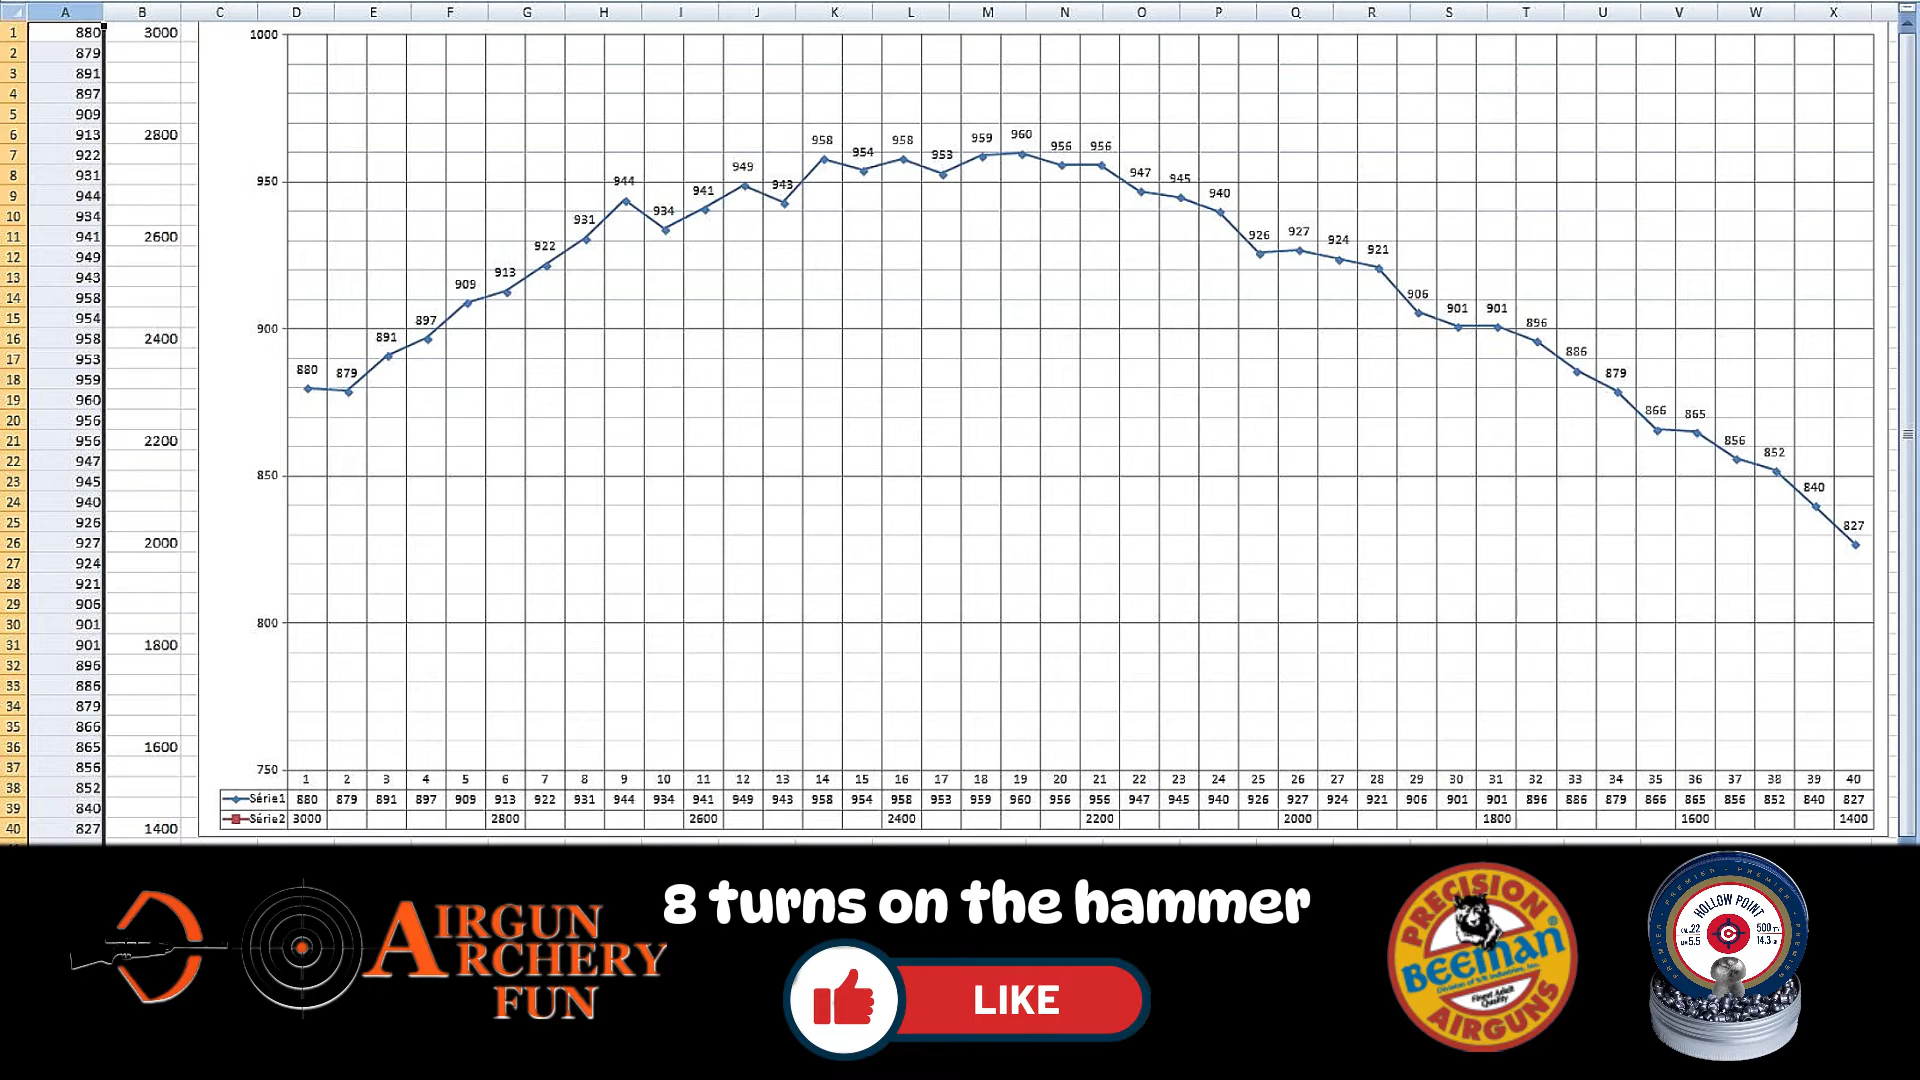 A B C D E F G H I J K L M N O P Q R S T U V W X
1 880 3000
2 879
3 891
4 897
5 909
6 913 2800
7 922
8 931
9 944
10 934
11 941 2600
12 949
13 943
14 958
15 954
16 958 2400
17 953
18 959
19 960
20 956
21 956 2200
22 947
23 945
24 940
25 926
26 927 2000
27 924
28 921
29 906
30 901
31 901 1800
32 896
33 886
34 879
35 866
36 865 1600
37 856
38 852
39 840
40 827 1400
1000
950
900
850
800
750
880 879 891 897 909 913 922 931 944 934 941 949 943 958 954 958 953 959 960 956 956 947 945 940 926 927 924 921 906 901 901 896 886 879 866 865 856 852 840 827
1 2 3 4 5 6 7 8 9 10 11 12 13 14 15 16 17 18 19 20 21 22 23 24 25 26 27 28 29 30 31 32 33 34 35 36 37 38 39 40
Série1 880 879 891 897 909 913 922 931 944 934 941 949 943 958 954 958 953 959 960 956 956 947 945 940 926 927 924 921 906 901 901 896 886 879 866 865 856 852 840 827
Série2 3000 2800 2600 2400 2200 2000 1800 1600 1400
AIRGUN
ARCHERY
FUN
8 turns on the hammer
LIKE
PRECISION
BEEMAN®
Finest Adult
Quality
AIRGUNS
PREMIER
HOLLOW POINT
.22
5.5
500
14.3